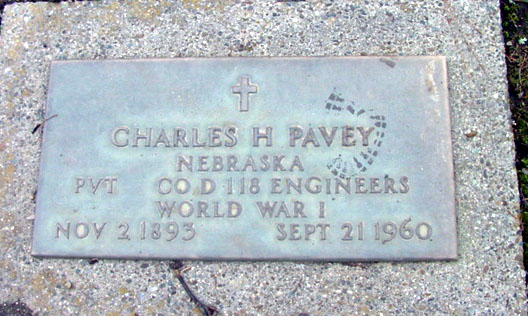 CHARLES H PAVEY
NEBRASKA
PVT CO D 118 ENGINEERS
WORLD WAR I
NOV 2 1893 SEPT 21 1960